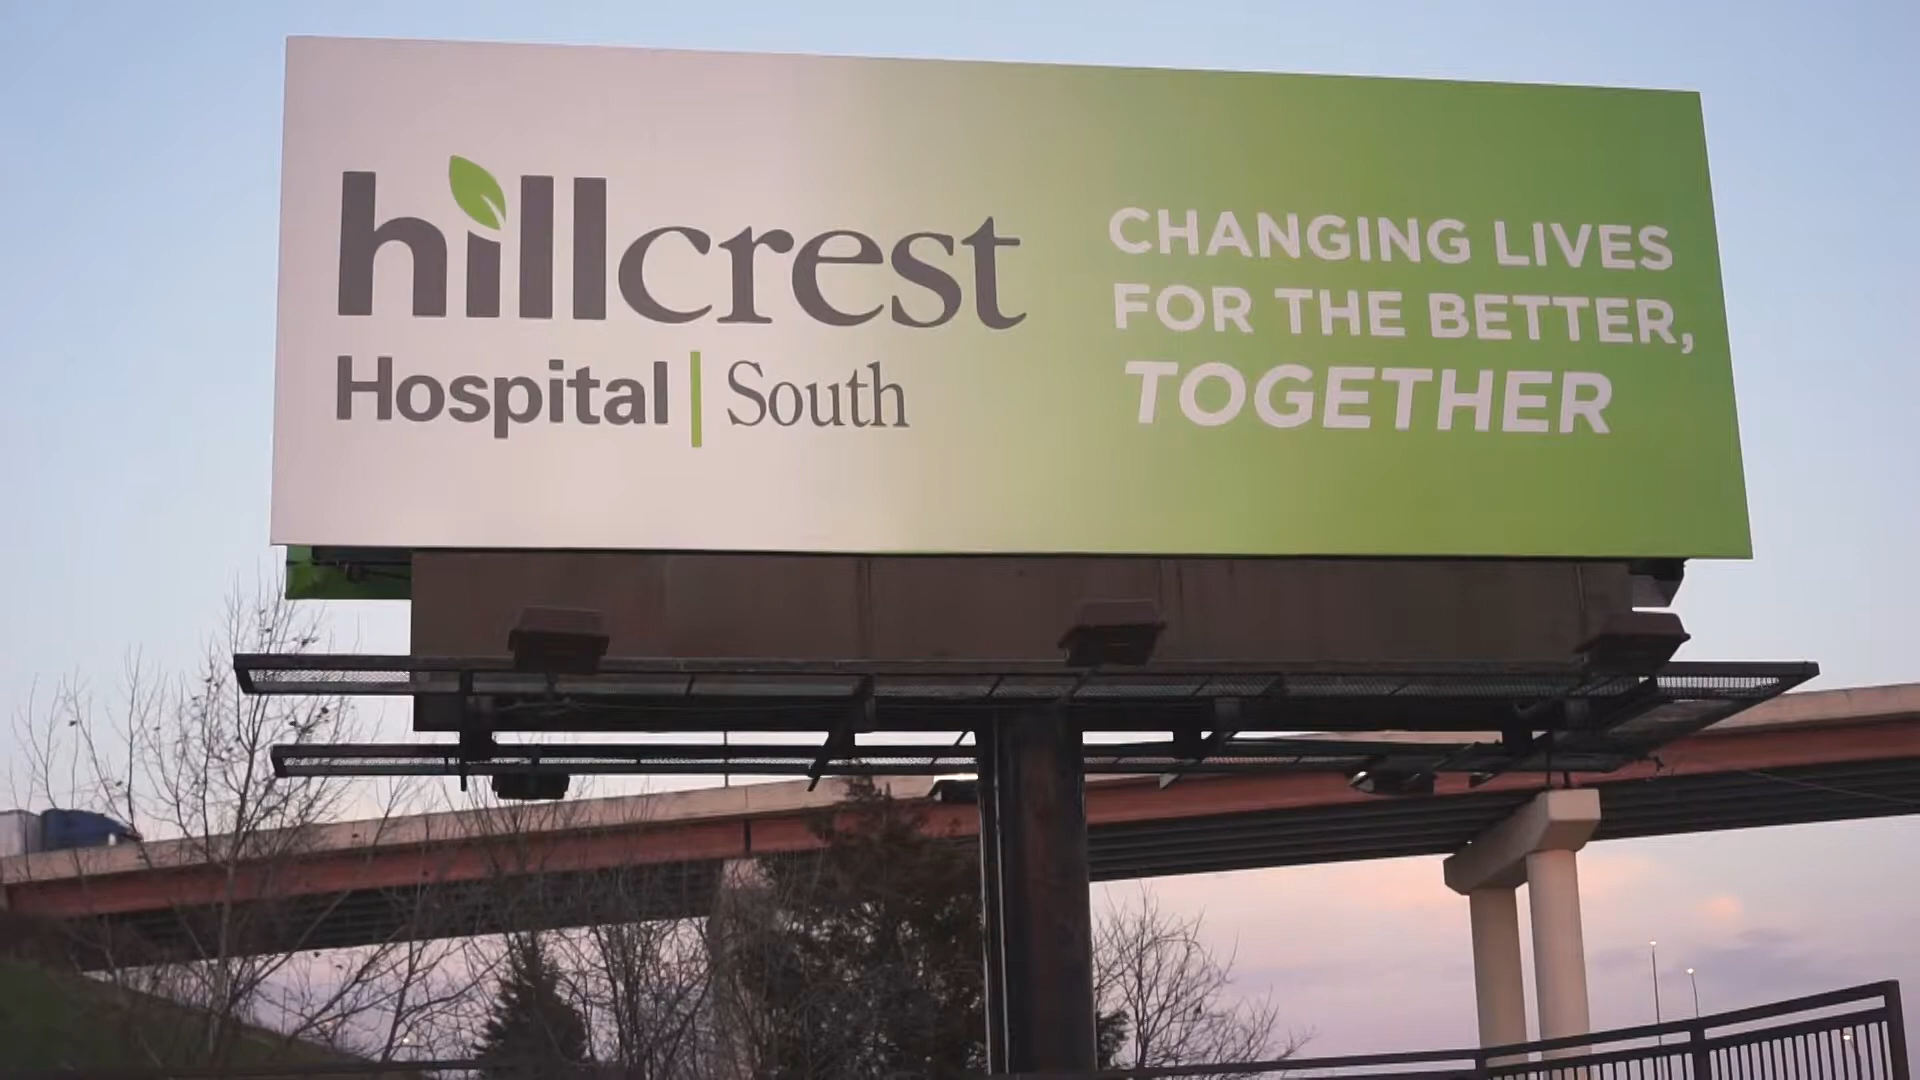 hillcrest
Hospital | South
CHANGING LIVES
FOR THE BETTER,
TOGETHER